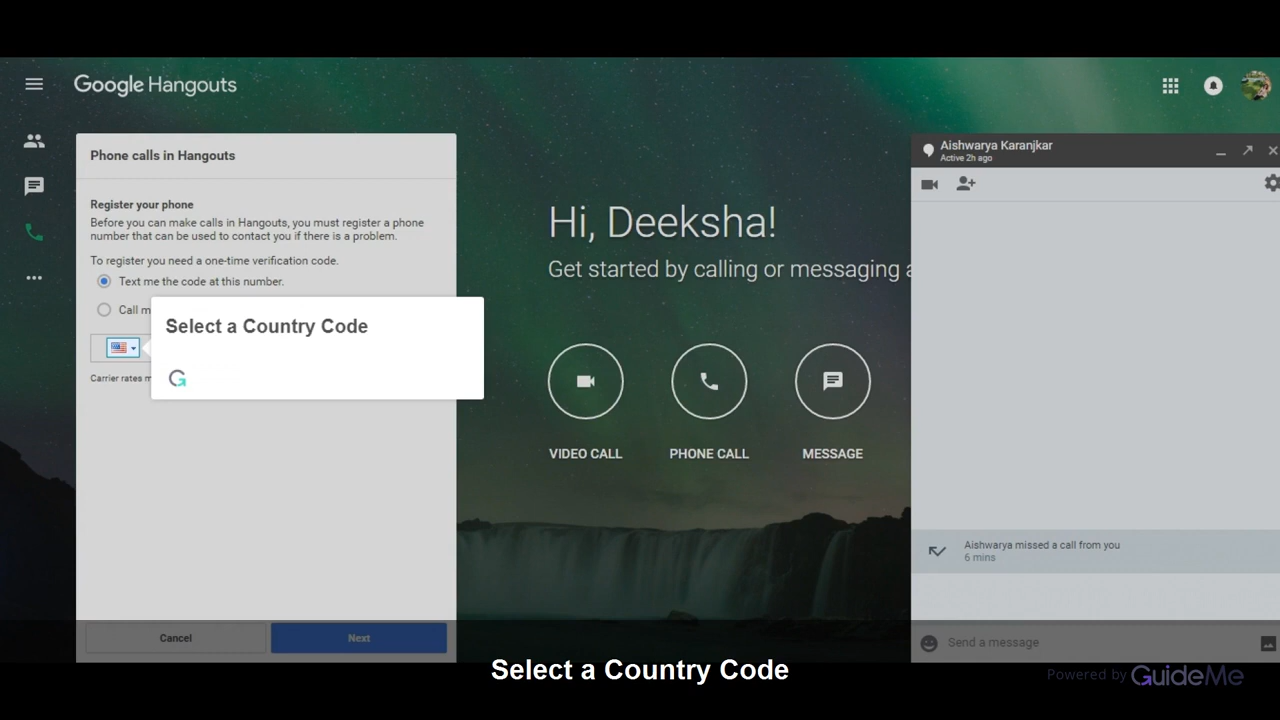 Google Hangouts
Phone calls in Hangouts
Register your phone
Before you can make calls in Hangouts, you must register a phone
number that can be used to contact you if there is a problem.
To register you need a one-time verification code.
Text me the code at this number.
Call m
Select a Country Code
Carrier rates m
Cancel
Next
Hi, Deeksha!
Get started by calling or messaging a
VIDEO CALL
PHONE CALL
MESSAGE
Aishwarya Karanjkar
Active 2h ago
Aishwarya missed a call from you
6 mins
Send a message
Select a Country Code
Powered by GuideMe